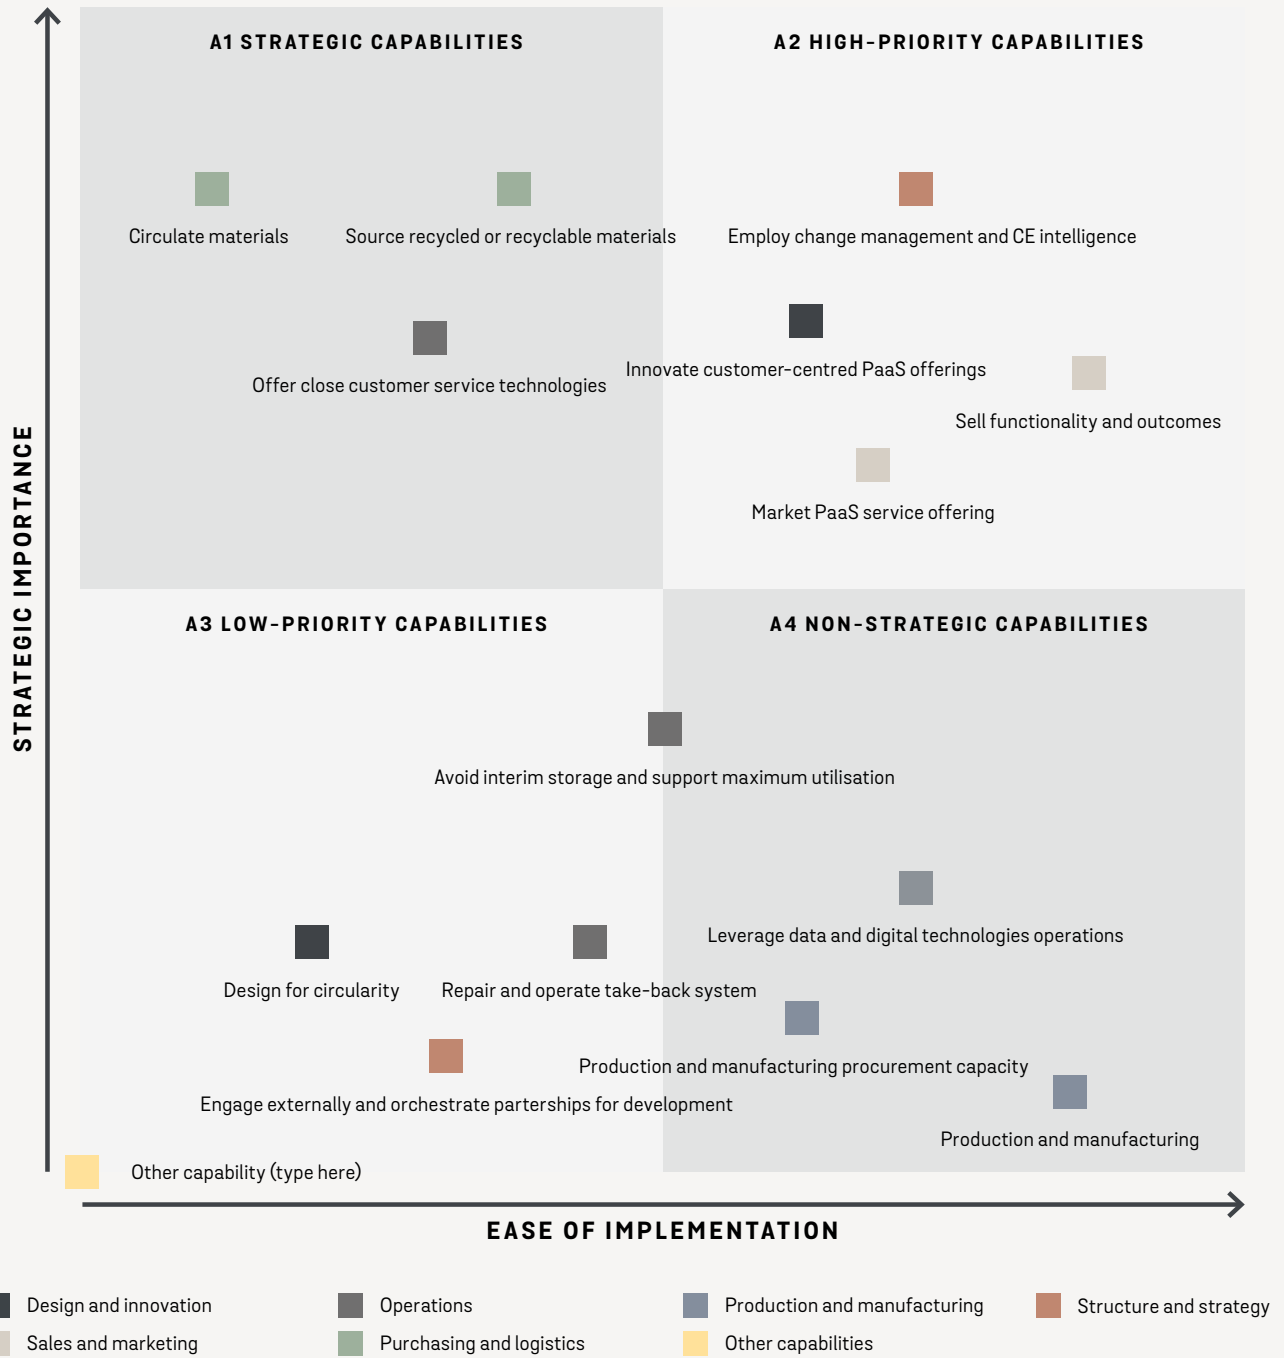 A1 STRATEGIC CAPABILITIES
A2 HIGH-PRIORITY CAPABILITIES
Circulate materials
Source recycled or recyclable materials
Employ change management and CE intelligence
Offer close customer service technologies
Innovate customer-centred PaaS offerings
Sell functionality and outcomes
Market PaaS service offering
STRATEGIC IMPORTANCE
A3 LOW-PRIORITY CAPABILITIES
A4 NON-STRATEGIC CAPABILITIES
Avoid interim storage and support maximum utilisation
Leverage data and digital technologies operations
Design for circularity
Repair and operate take-back system
Production and manufacturing procurement capacity
Engage externally and orchestrate parterships for development
Production and manufacturing
Other capability (type here)
EASE OF IMPLEMENTATION
Design and innovation
Operations
Production and manufacturing
Structure and strategy
Sales and marketing
Purchasing and logistics
Other capabilities